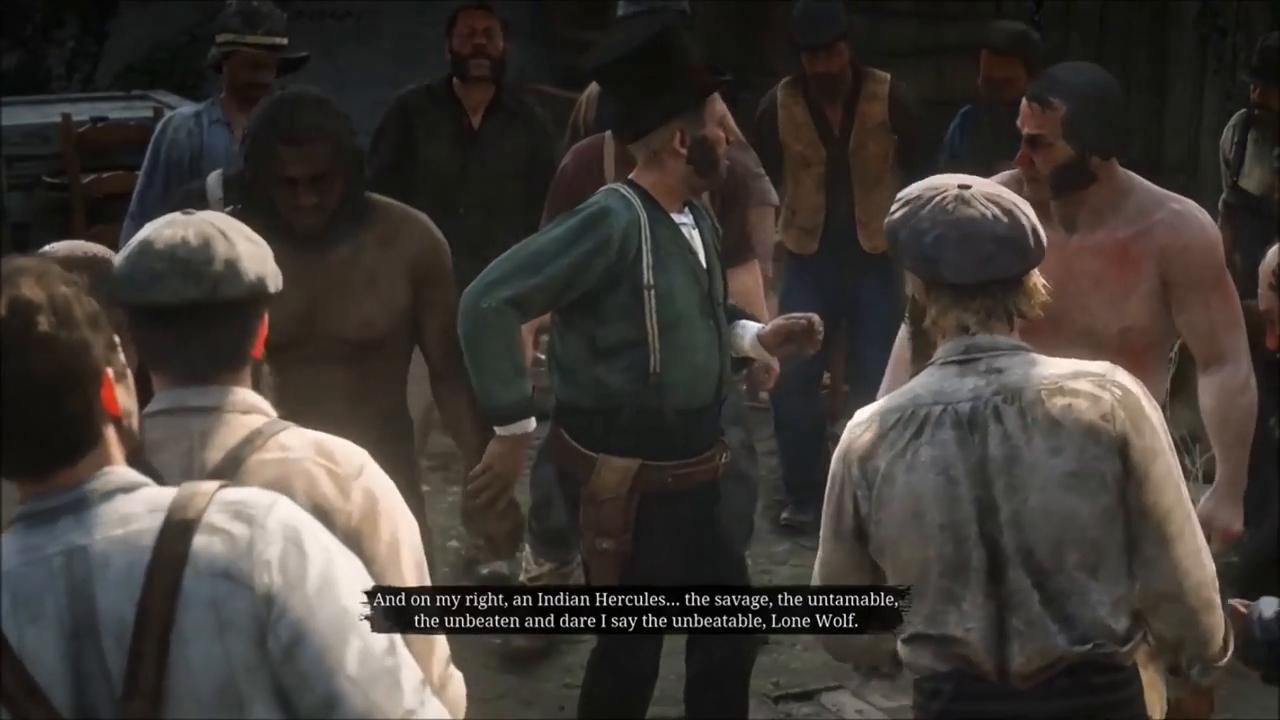 And on my right, an Indian Hercules... the savage, the untamable,
the unbeaten and dare I say the unbeatable, Lone Wolf.